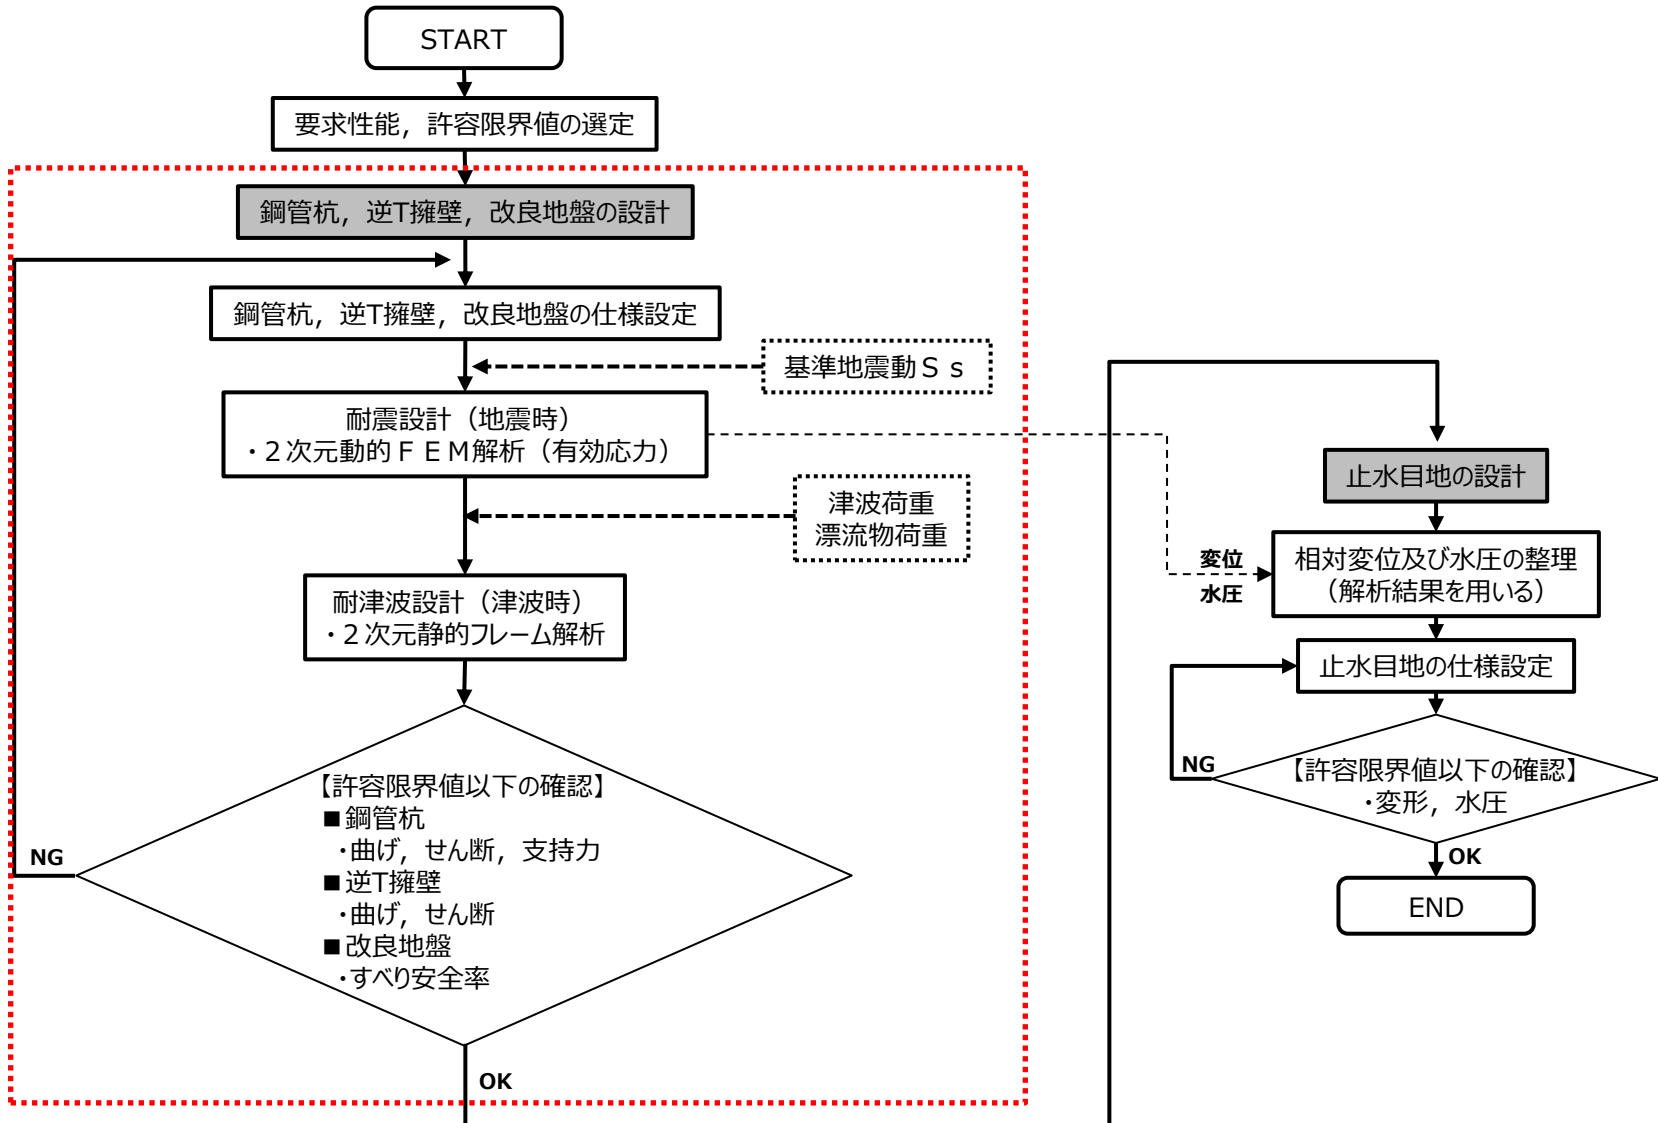 START
要求性能，許容限界値の選定
鋼管杭，逆T擁壁，改良地盤の設計
鋼管杭，逆T擁壁，改良地盤の仕様設定
基準地震動Ｓｓ
耐震設計（地震時）
・２次元動的ＦＥＭ解析（有効応力）
津波荷重
漂流物荷重
耐津波設計（津波時）
・２次元静的フレーム解析
【許容限界値以下の確認】
■鋼管杭
・曲げ，せん断，支持力
■逆T擁壁
・曲げ，せん断
■改良地盤
・すべり安全率
NG
OK
止水目地の設計
変位
水圧
相対変位及び水圧の整理
（解析結果を用いる）
止水目地の仕様設定
【許容限界値以下の確認】
・変形，水圧
NG
OK
END